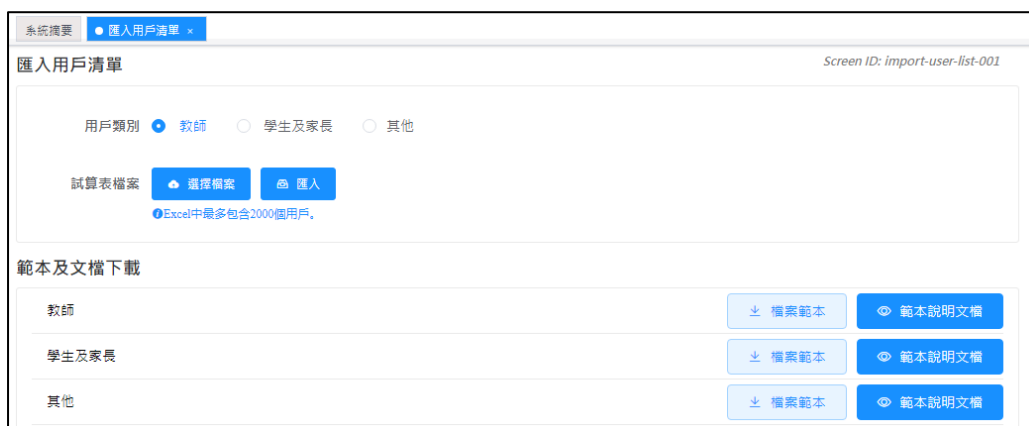 系統摘要 匯入用戶清單 ×
匯入用戶清單 Screen ID: import-user-list-001
用戶類別 教師 學生及家長 其他
試算表檔案 選擇檔案 匯入
Excel中最多包含2000個用戶。
範本及文檔下載
教師 檔案範本 範本說明文檔
學生及家長 檔案範本 範本說明文檔
其他 檔案範本 範本說明文檔